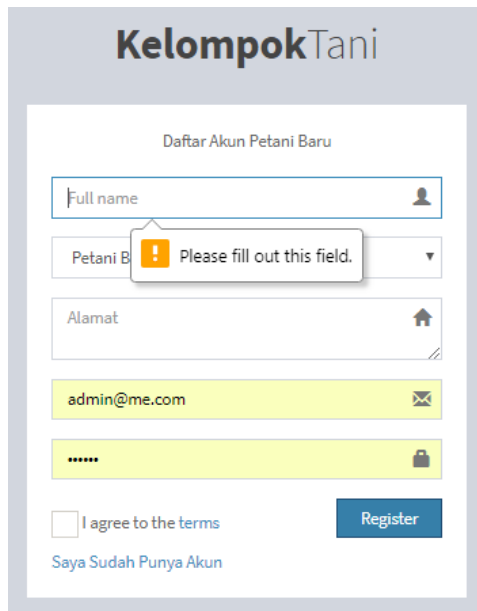 KelompokTani
Daftar Akun Petani Baru
Full name
Please fill out this field.
Petani B
Alamat
admin@me.com
••••••
I agree to the terms
Register
Saya Sudah Punya Akun